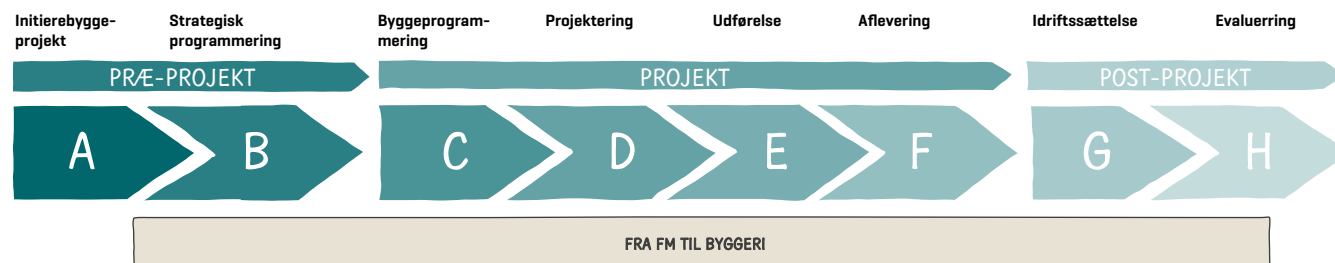 Initierebygge-
projekt
Strategisk
programmering
Byggeprogram-
mering
Projektering
Udførelse
Aflevering
Idriftssættelse
Evaluerring
PRÆ-PROJEKT
PROJEKT
POST-PROJEKT
A
B
C
D
E
F
G
H
FRA FM TIL BYGGERI